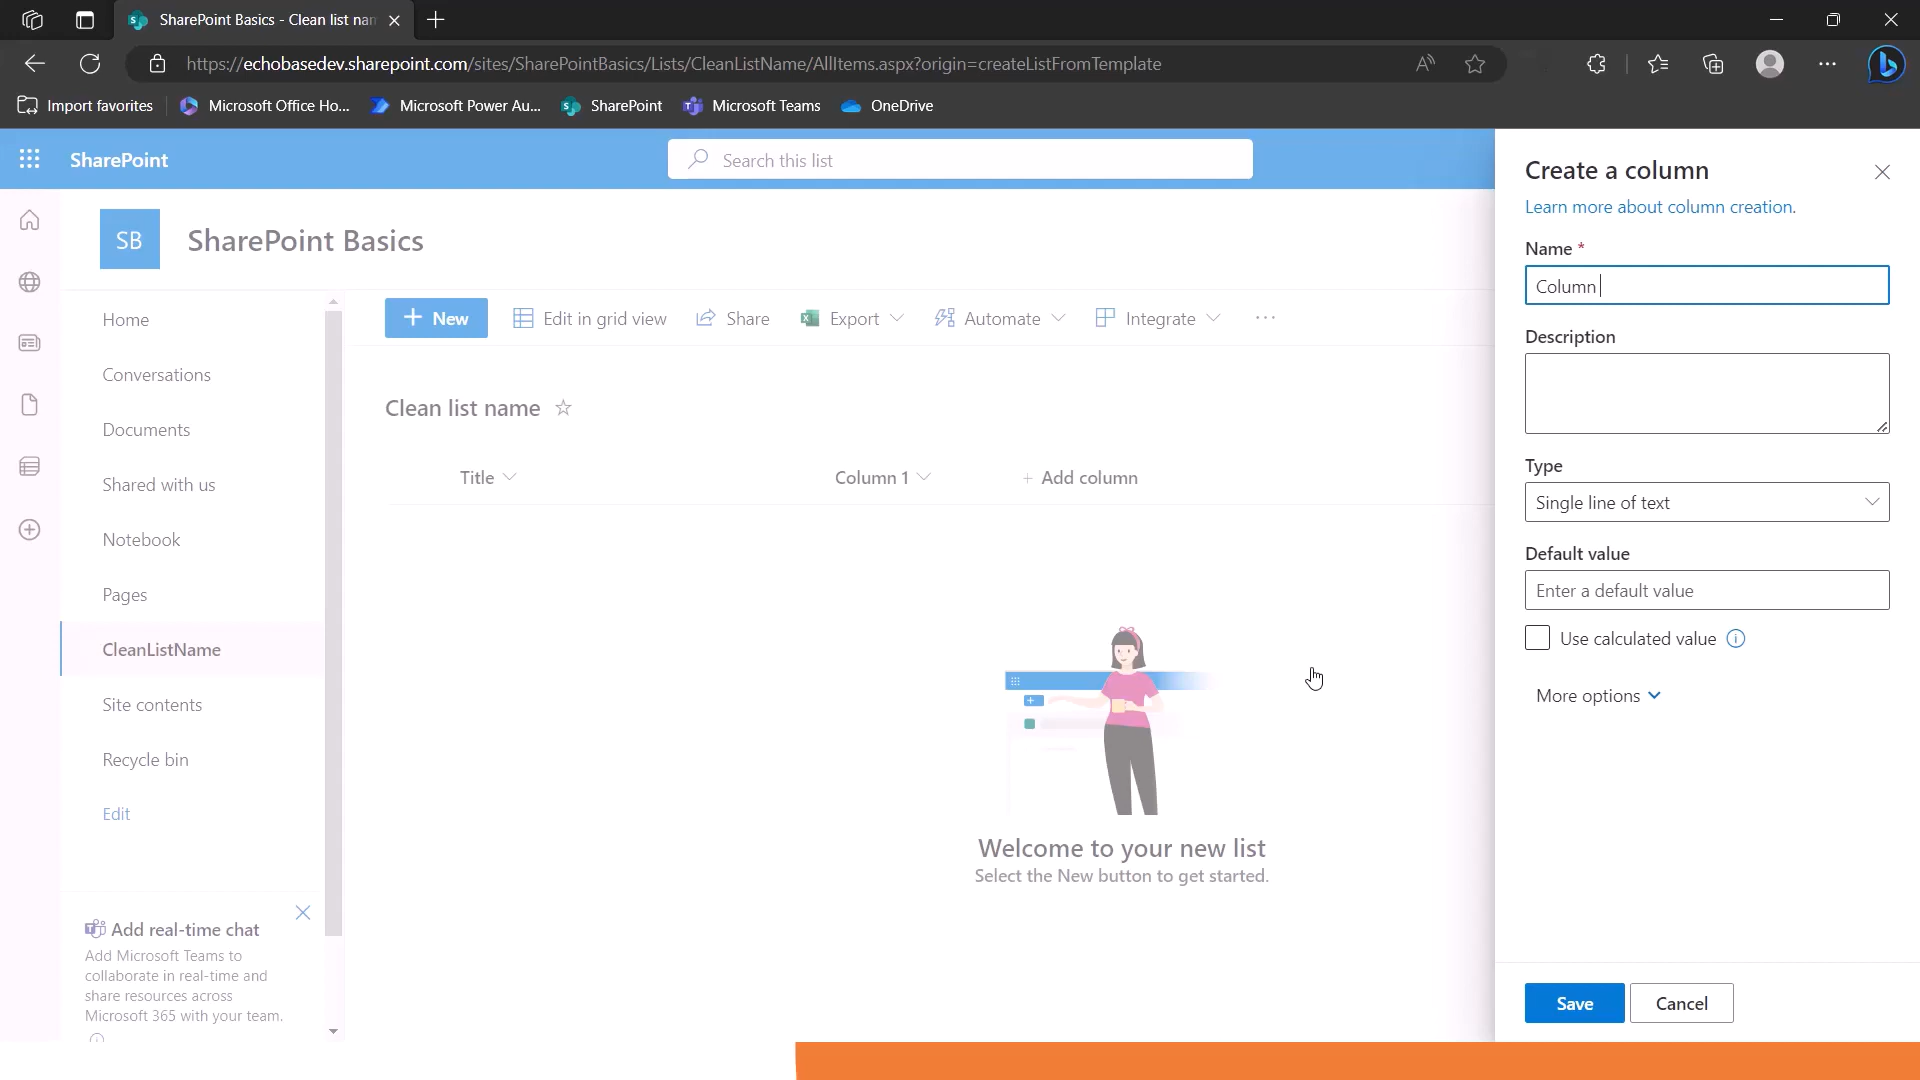 SharePoint Basics - Clean list nam
https://echobasedev.sharepoint.com/sites/SharePointBasics/Lists/CleanListName/AllItems.aspx?origin=createListFromTemplate
Import favorites
Microsoft Office Ho...
Microsoft Power Au...
SharePoint
Microsoft Teams
OneDrive
SharePoint
Search this list
SB
SharePoint Basics
Home
Conversations
Documents
Shared with us
Notebook
Pages
CleanListName
Site contents
Recycle bin
Edit
Add real-time chat
Add Microsoft Teams to
collaborate in real-time and
share resources across
Microsoft 365 with your team.
+ New
Edit in grid view
Share
Export
Automate
Integrate
...
Clean list name
Title
Column 1
+ Add column
Welcome to your new list
Select the New button to get started.
Create a column
Learn more about column creation.
Name *
Column
Description
Type
Single line of text
Default value
Enter a default value
Use calculated value
More options
Save
Cancel